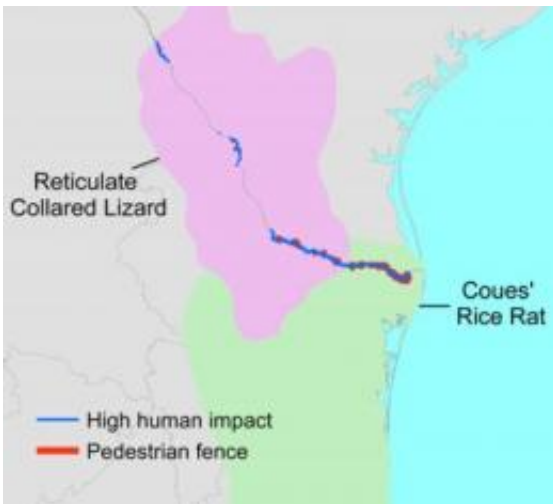 Reticulate
Collared Lizard
Coues'
Rice Rat
High human impact
Pedestrian fence